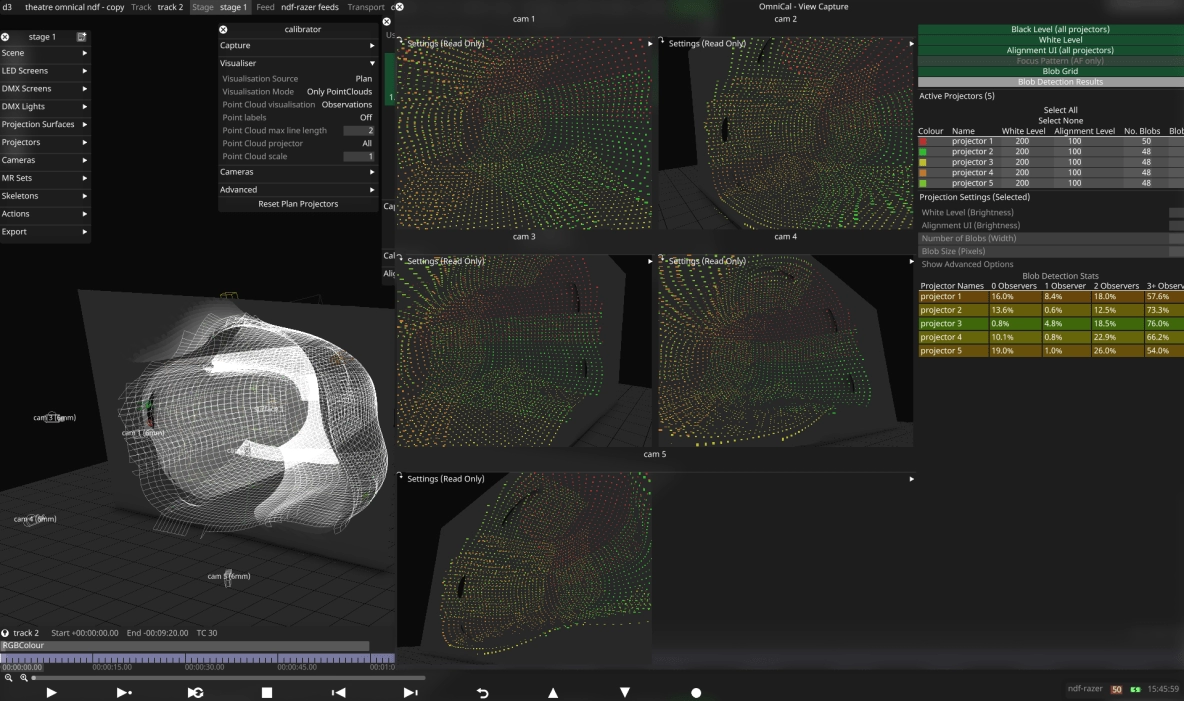 d3 theatre omnical ndf - copy Track track 2 Stage stage 1 Feed ndf-razer feeds Transport
OmniCal - View Capture
stage 1
Scene
LED Screens
DMX Screens
DMX Lights
Projection Surfaces
Projectors
Cameras
MR Sets
Skeletons
Actions
Export
calibrator
Capture
Visualiser
Visualisation Source Plan
Visualisation Mode Only PointClouds
Point Cloud visualisation Observations
Point labels Off
Point Cloud max line length 2
Point Cloud projector All
Point Cloud scale 1
Cameras
Advanced
Reset Plan Projectors
Us
1
Cap
Cal
Alic
cam 1
Settings (Read Only)
cam 2
Settings (Read Only)
cam 3
Settings (Read Only)
cam 4
Settings (Read Only)
cam 5
Settings (Read Only)
Black Level (all projectors)
White Level
Alignment UI (all projectors)
Focus Pattern (AF only)
Blob Grid
Blob Detection Results
Active Projectors (5)
Select All
Select None
Colour Name White Level Alignment Level No. Blobs Blob
projector 1 200 100 50
projector 2 200 100 48
projector 3 200 100 48
projector 4 200 100 48
projector 5 200 100 48
Projection Settings (Selected)
White Level (Brightness)
Alignment UI (Brightness)
Number of Blobs (Width)
Blob Size (Pixels)
Show Advanced Options
Blob Detection Stats
Projector Names 0 Observers 1 Observer 2 Observers 3+ Observ
projector 1 16.0% 8.4% 18.0% 57.6%
projector 2 13.6% 0.6% 12.5% 73.3%
projector 3 0.8% 4.8% 18.5% 76.0%
projector 4 10.1% 0.8% 22.9% 66.2%
projector 5 19.0% 1.0% 26.0% 54.0%
cam 3 (6mm)
cam 1 (6mm)
cam 4 (6mm)
cam 5 (6mm)
track 2 Start +00:00:00.00 End -00:09:20.00 TC 30
RGBColour
00:00:00.00 00:00:15.00 00:00:30.00 00:00:45.00 00:01:0
ndf-razer 50 15:45:59